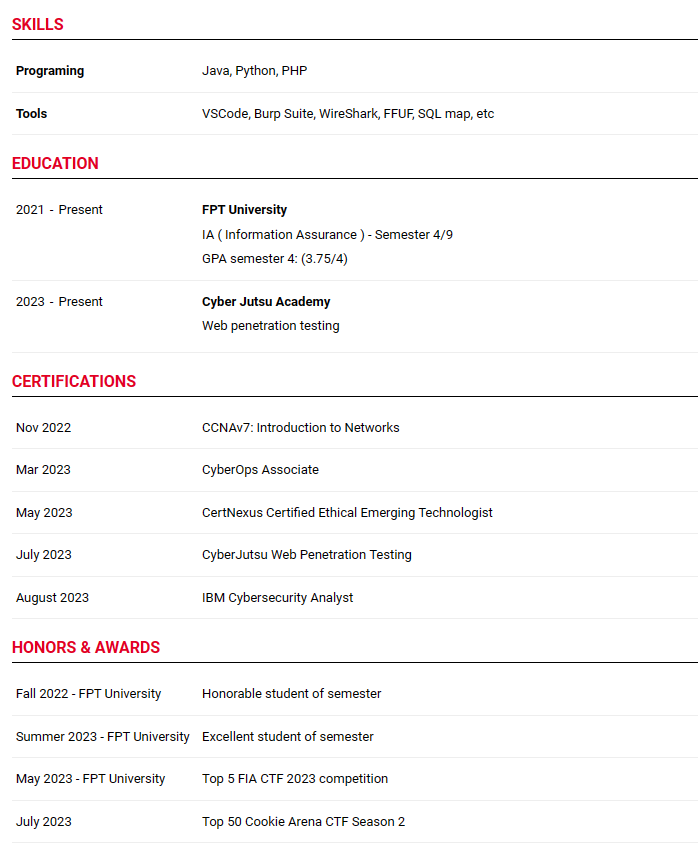 SKILLS
Programing Java, Python, PHP
Tools VSCode, Burp Suite, WireShark, FFUF, SQL map, etc
EDUCATION
2021 - Present FPT University
IA ( Information Assurance ) - Semester 4/9
GPA semester 4: (3.75/4)
2023 - Present Cyber Jutsu Academy
Web penetration testing
CERTIFICATIONS
Nov 2022 CCNAv7: Introduction to Networks
Mar 2023 CyberOps Associate
May 2023 CertNexus Certified Ethical Emerging Technologist
July 2023 CyberJutsu Web Penetration Testing
August 2023 IBM Cybersecurity Analyst
HONORS & AWARDS
Fall 2022 - FPT University Honorable student of semester
Summer 2023 - FPT University Excellent student of semester
May 2023 - FPT University Top 5 FIA CTF 2023 competition
July 2023 Top 50 Cookie Arena CTF Season 2